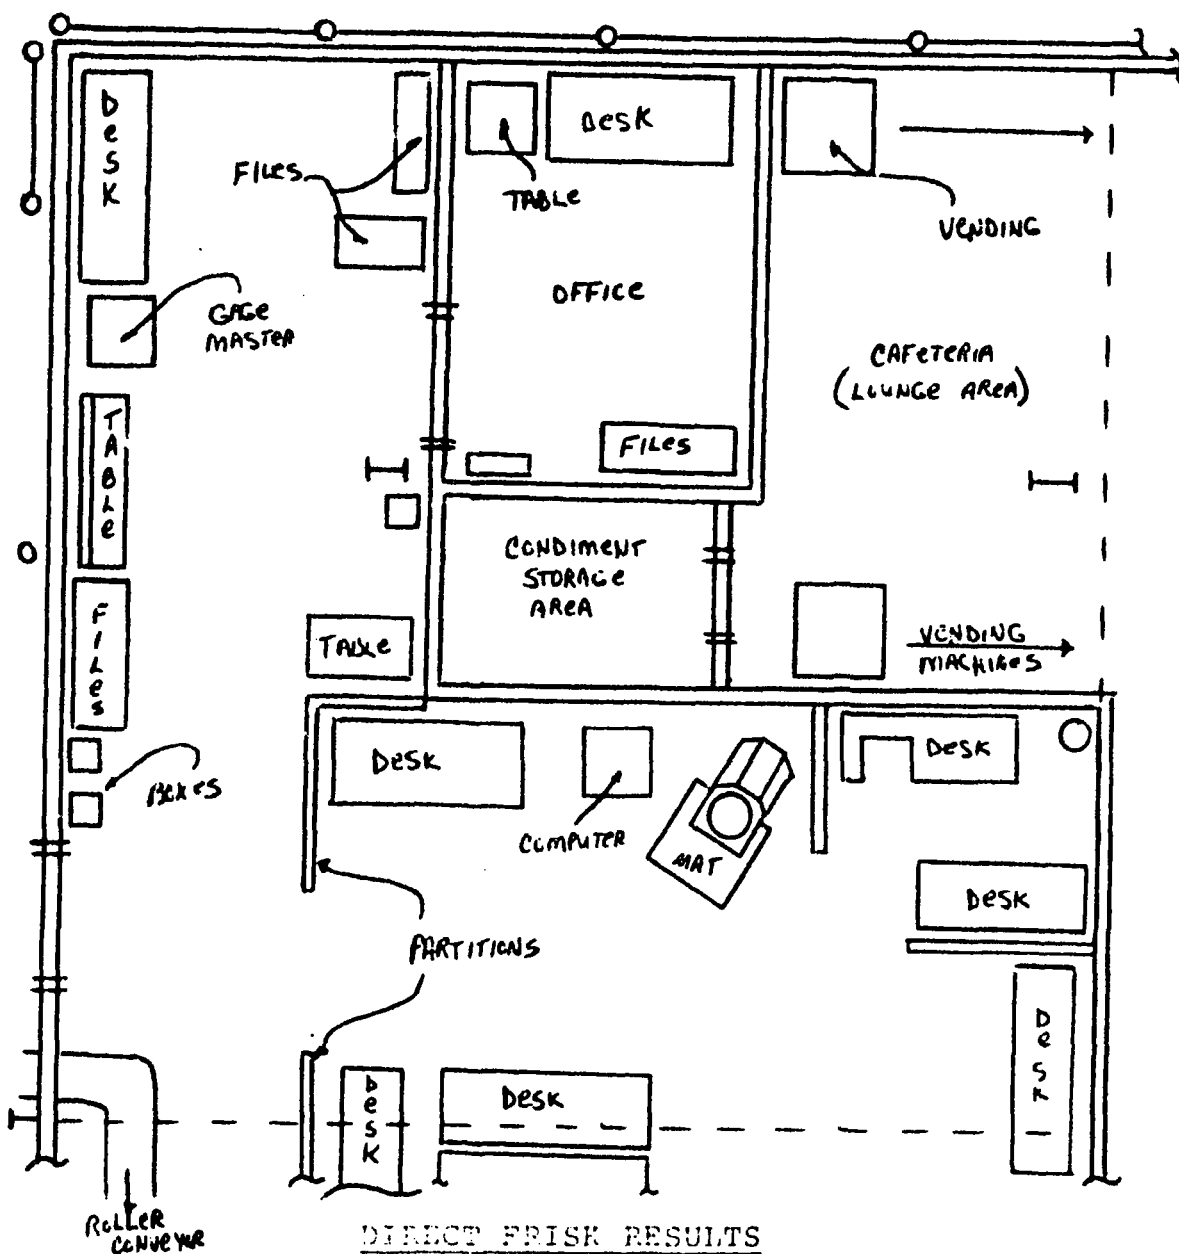 DESK
DESK
FILES
TABLE
VENDING
OFFICE
GAGE
MASTER
CAFETERIA
(LOUNGE AREA)
TABLE
FILES
CONDIMENT
STORAGE
AREA
FILES
TABLE
VENDING
MACHINES
DESK
DESK
BOXES
COMPUTER
MAT
DESK
PARTITIONS
DESK
DESK
DESK
ROLLER
CONVEYOR
DIRECT FRISK RESULTS